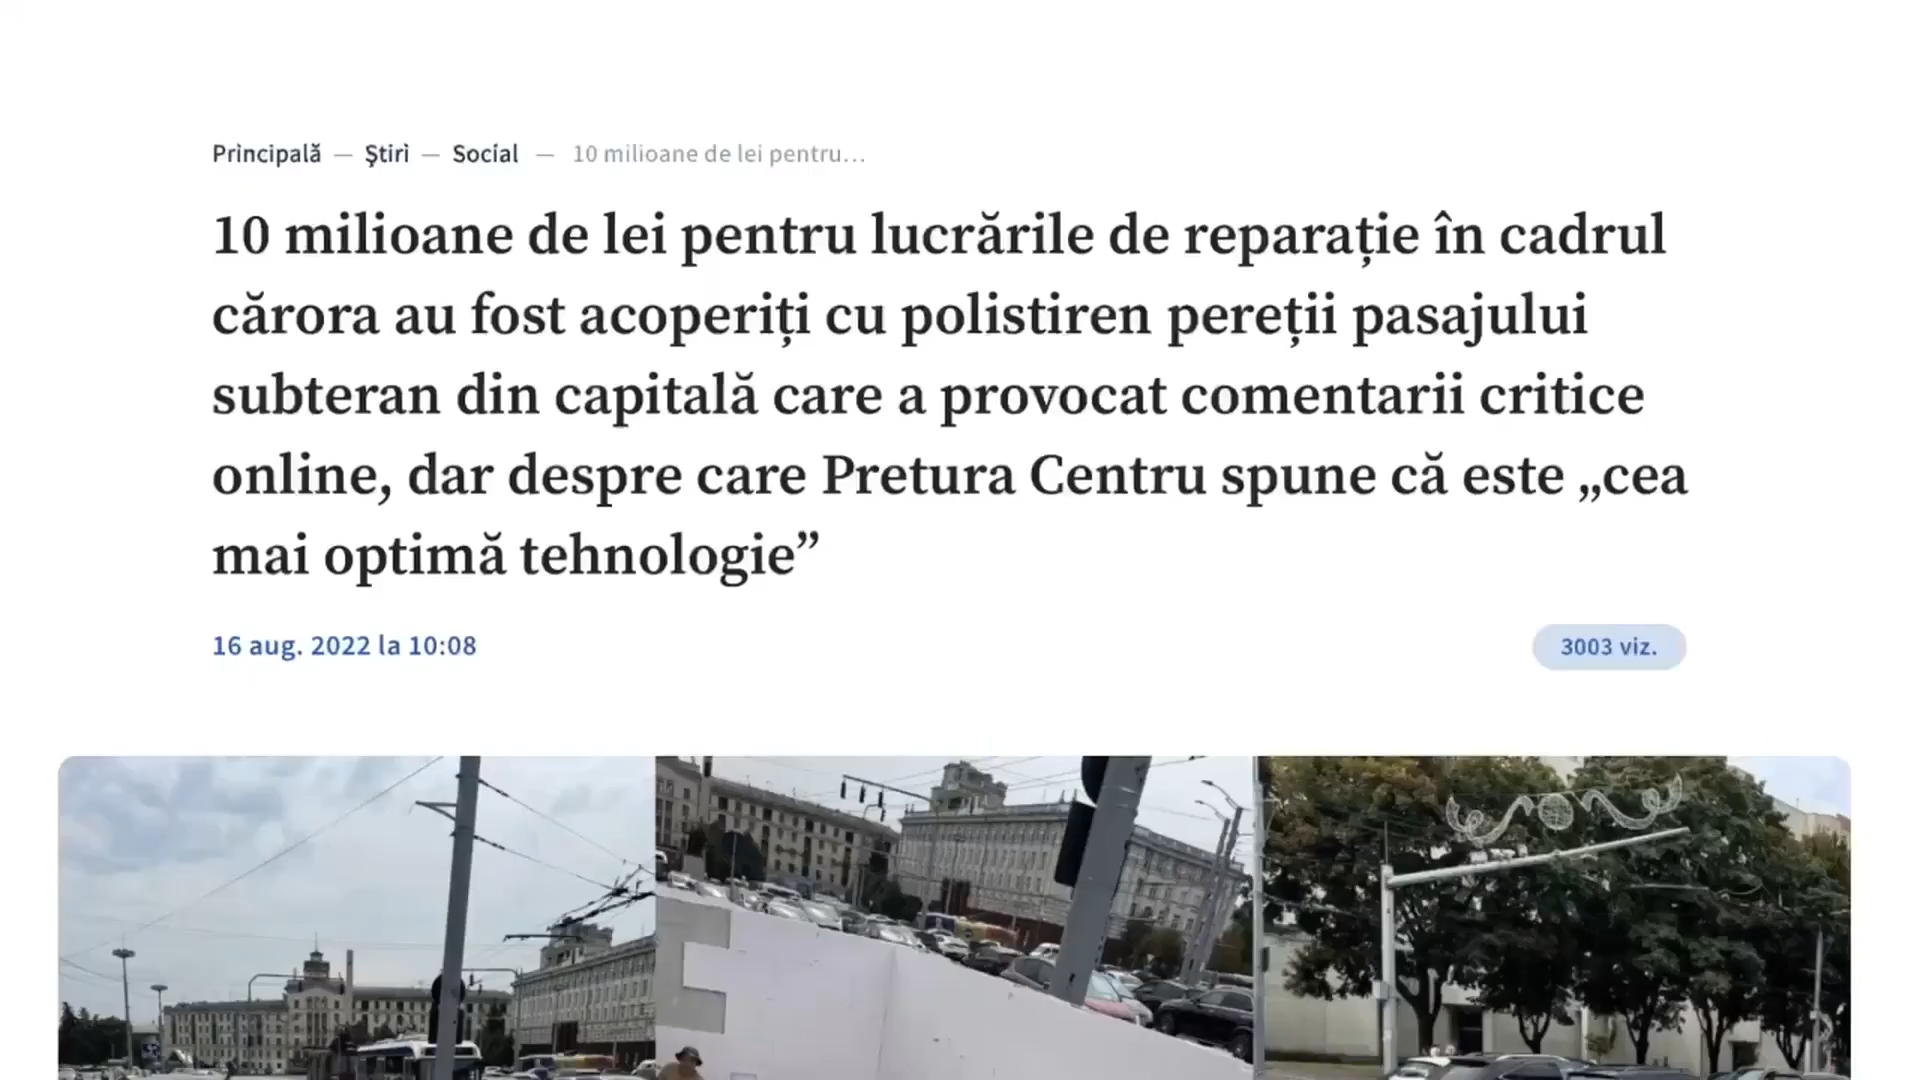 Principală — Ştiri — Social — 10 milioane de lei pentru...
10 milioane de lei pentru lucrările de reparație în cadrul
cărora au fost acoperiți cu polistiren pereții pasajului
subteran din capitală care a provocat comentarii critice
online, dar despre care Pretura Centru spune că este „cea
mai optimă tehnologie”
16 aug. 2022 la 10:08
3003 viz.